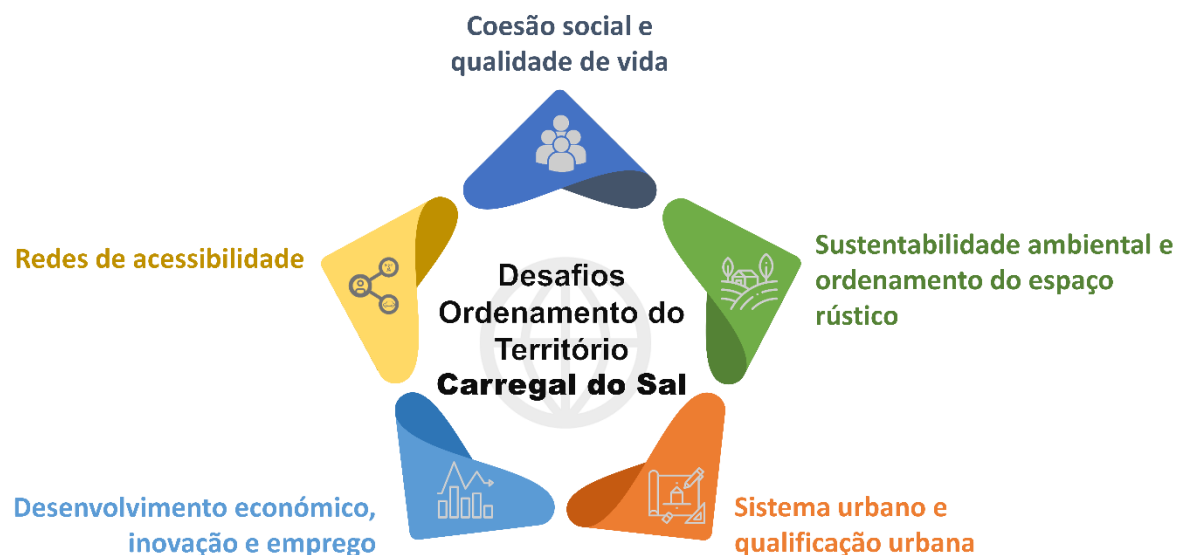 Coesão social e
qualidade de vida
Redes de acessibilidade
Sustentabilidade ambiental e
ordenamento do espaço
rústico
Desafios
Ordenamento do
Território
Carregal do Sal
Desenvolvimento económico,
inovação e emprego
Sistema urbano e
qualificação urbana